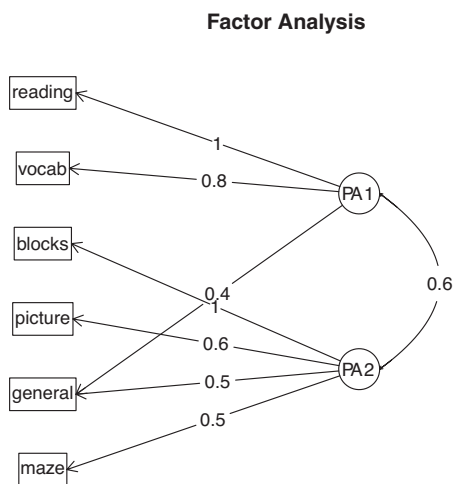 Factor Analysis
reading
1
vocab
0.8
PA1
blocks
0.6
0.4
1
picture
0.6
PA2
general
0.5
0.5
maze